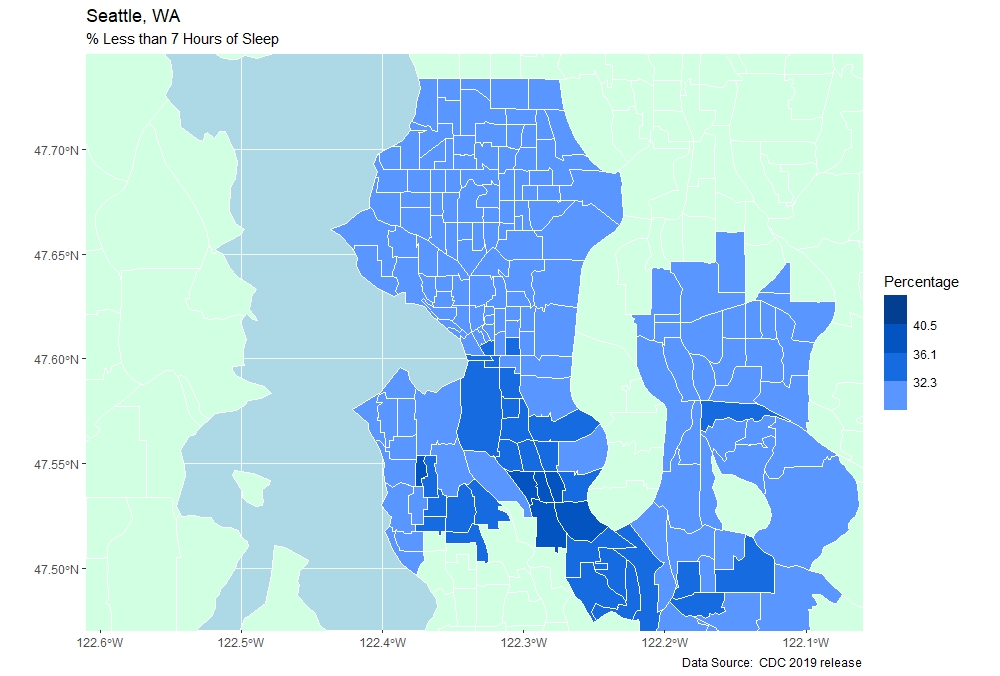 Seattle, WA
% Less than 7 Hours of Sleep
47.70°N
47.65°N
47.60°N
47.55°N
47.50°N
122.6°W
122.5°W
122.4°W
122.3°W
122.2°W
122.1°W
Percentage
40.5
36.1
32.3
Data Source:  CDC 2019 release